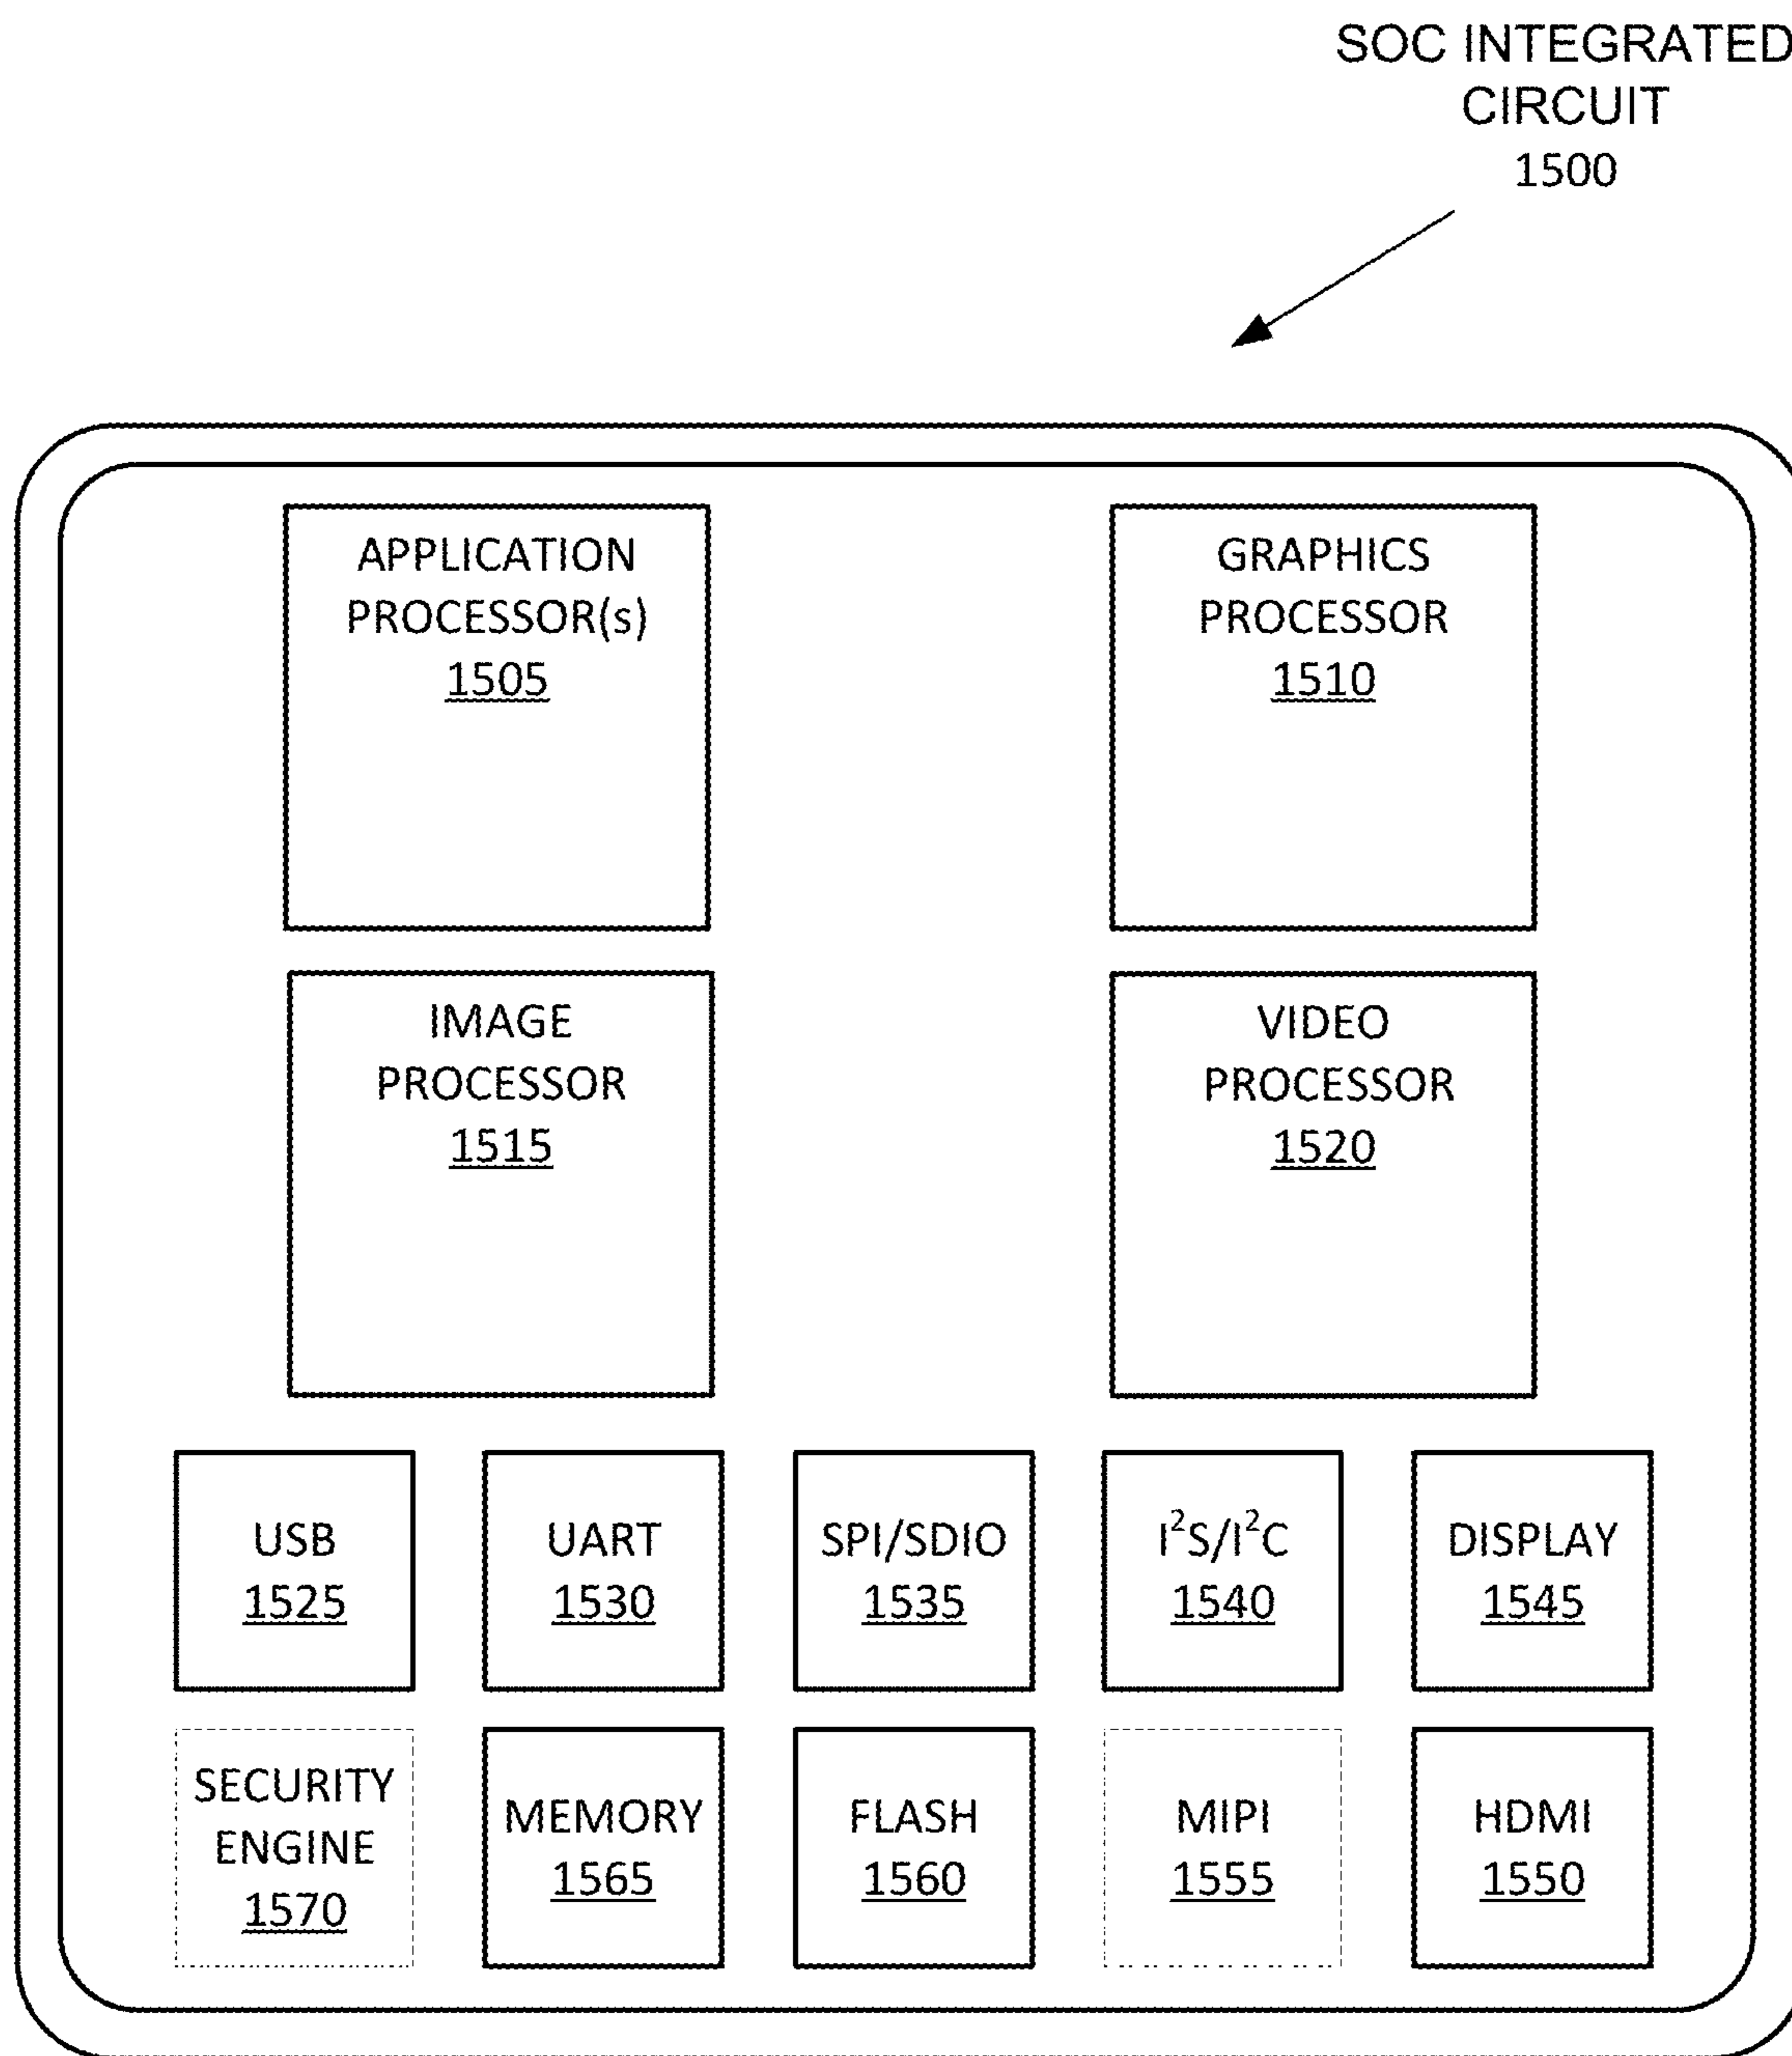 SOC INTEGRATED
CIRCUIT
1500
APPLICATION
PROCESSOR(s)
1505
GRAPHICS
PROCESSOR
1510
IMAGE
PROCESSOR
1515
VIDEO
PROCESSOR
1520
USB
1525
UART
1530
SPI/SDIO
1535
I²S/I²C
1540
DISPLAY
1545
SECURITY
ENGINE
1570
MEMORY
1565
FLASH
1560
MIPI
1555
HDMI
1550